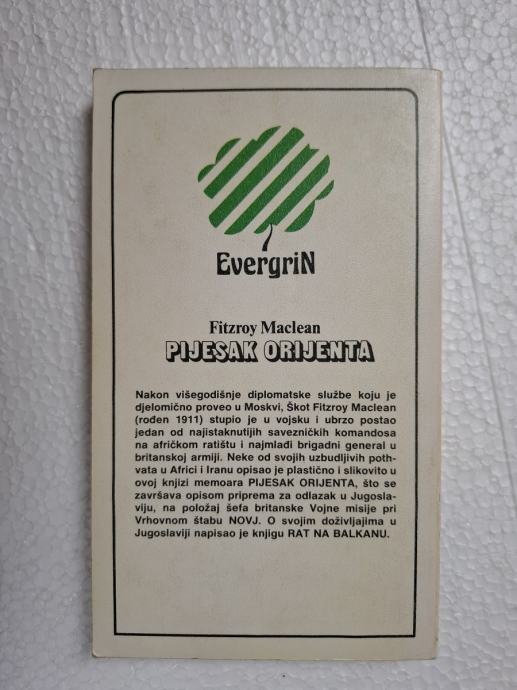 EvergriN
Fitzroy Maclean
PIJESAK ORIJENTA
Nakon višegodišnje diplomatske službe koju je
djelomično proveo u Moskvi, Škot Fitzroy Maclean
(rođen 1911) stupio je u vojsku i ubrzo postao
jedan od najistaknutijih savezničkih komandosa
na afričkom ratištu i najmlađi brigadni general u
britanskoj armiji. Neke od svojih uzbudljivih poth-
vata u Africi i Iranu opisao je plastično i slikovito u
ovoj knjizi memoara PIJESAK ORIJENTA, što se
završava opisom priprema za odlazak u Jugosla-
viju, na položaj šefa britanske Vojne misije pri
Vrhovnom štabu NOVJ. O svojim doživljajima u
Jugoslaviji napisao je knjigu RAT NA BALKANU.